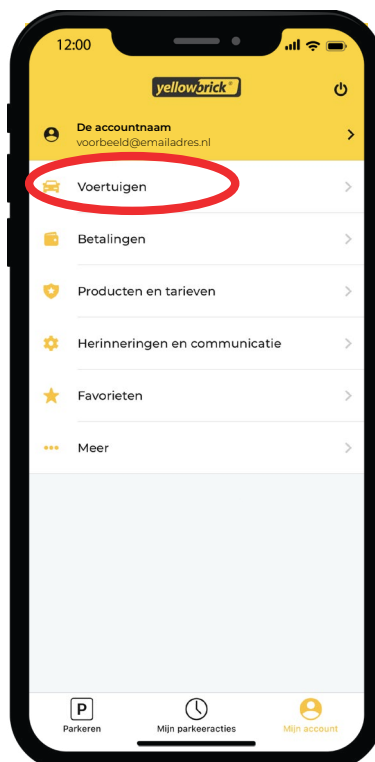 12:00
yellowbrick®
De accountnaam
voorbeeld@emailadres.nl
Voertuigen
Betalingen
Producten en tarieven
Herinneringen en communicatie
Favorieten
Meer
P
Parkeren
Mijn parkeeracties
Mijn account